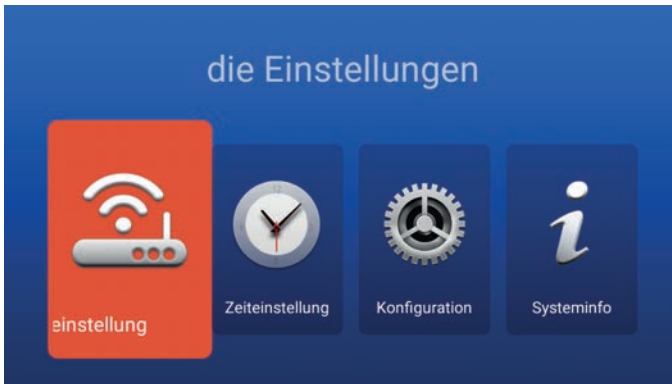 die Einstellungen
einstellung
Zeiteinstellung
Konfiguration
Systeminfo